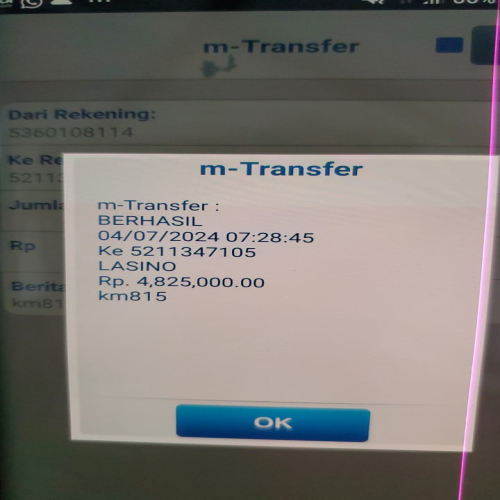 m-Transfer
Dari Rekening:
5360108114
Ke Re
5211
Jumla
Rp
Berita
km81
m-Transfer
m-Transfer :
BERHASIL
04/07/2024 07:28:45
Ke 5211347105
LASINO
Rp. 4,825,000.00
km815
OK